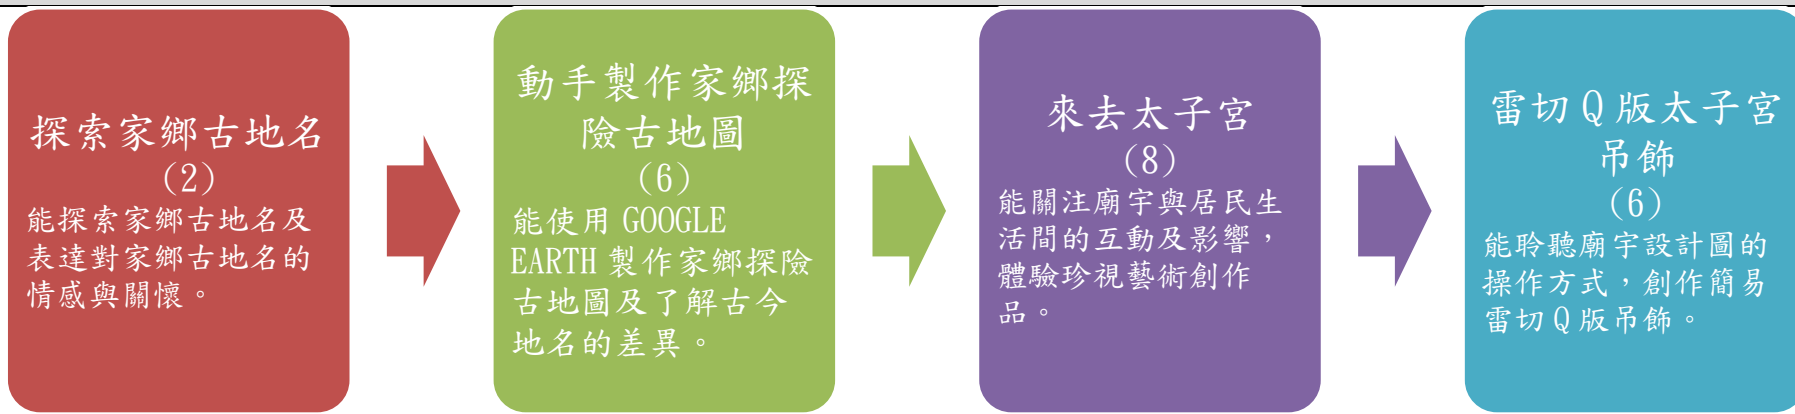 探索家鄉古地名
(2)
能探索家鄉古地名及
表達對家鄉古地名的
情感與關懷。
動手製作家鄉探
險古地圖
(6)
能使用 GOOGLE
EARTH 製作家鄉探險
古地圖及了解古今
地名的差異。
來去太子宮
(8)
能關注廟宇與居民生
活間的互動及影響，
體驗珍視藝術創作
品。
雷切 Q 版太子宮
吊飾
(6)
能聆聽廟宇設計圖的
操作方式，創作簡易
雷切 Q 版吊飾。